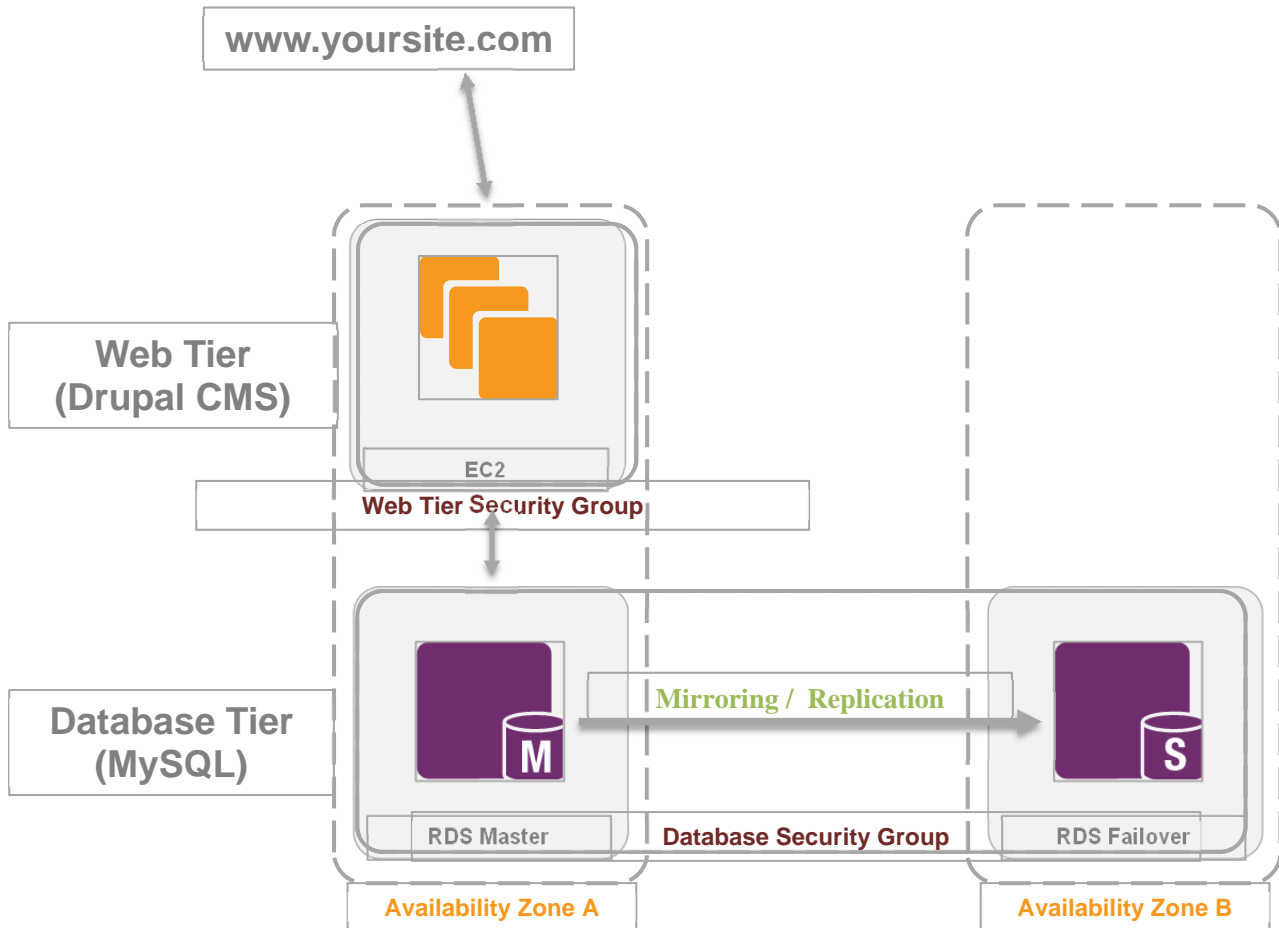 www.yoursite.com
Web Tier
(Drupal CMS)
EC2
Web Tier Security Group
Database Tier
(MySQL)
Mirroring / Replication
M
S
RDS Master
Database Security Group
RDS Failover
Availability Zone A
Availability Zone B